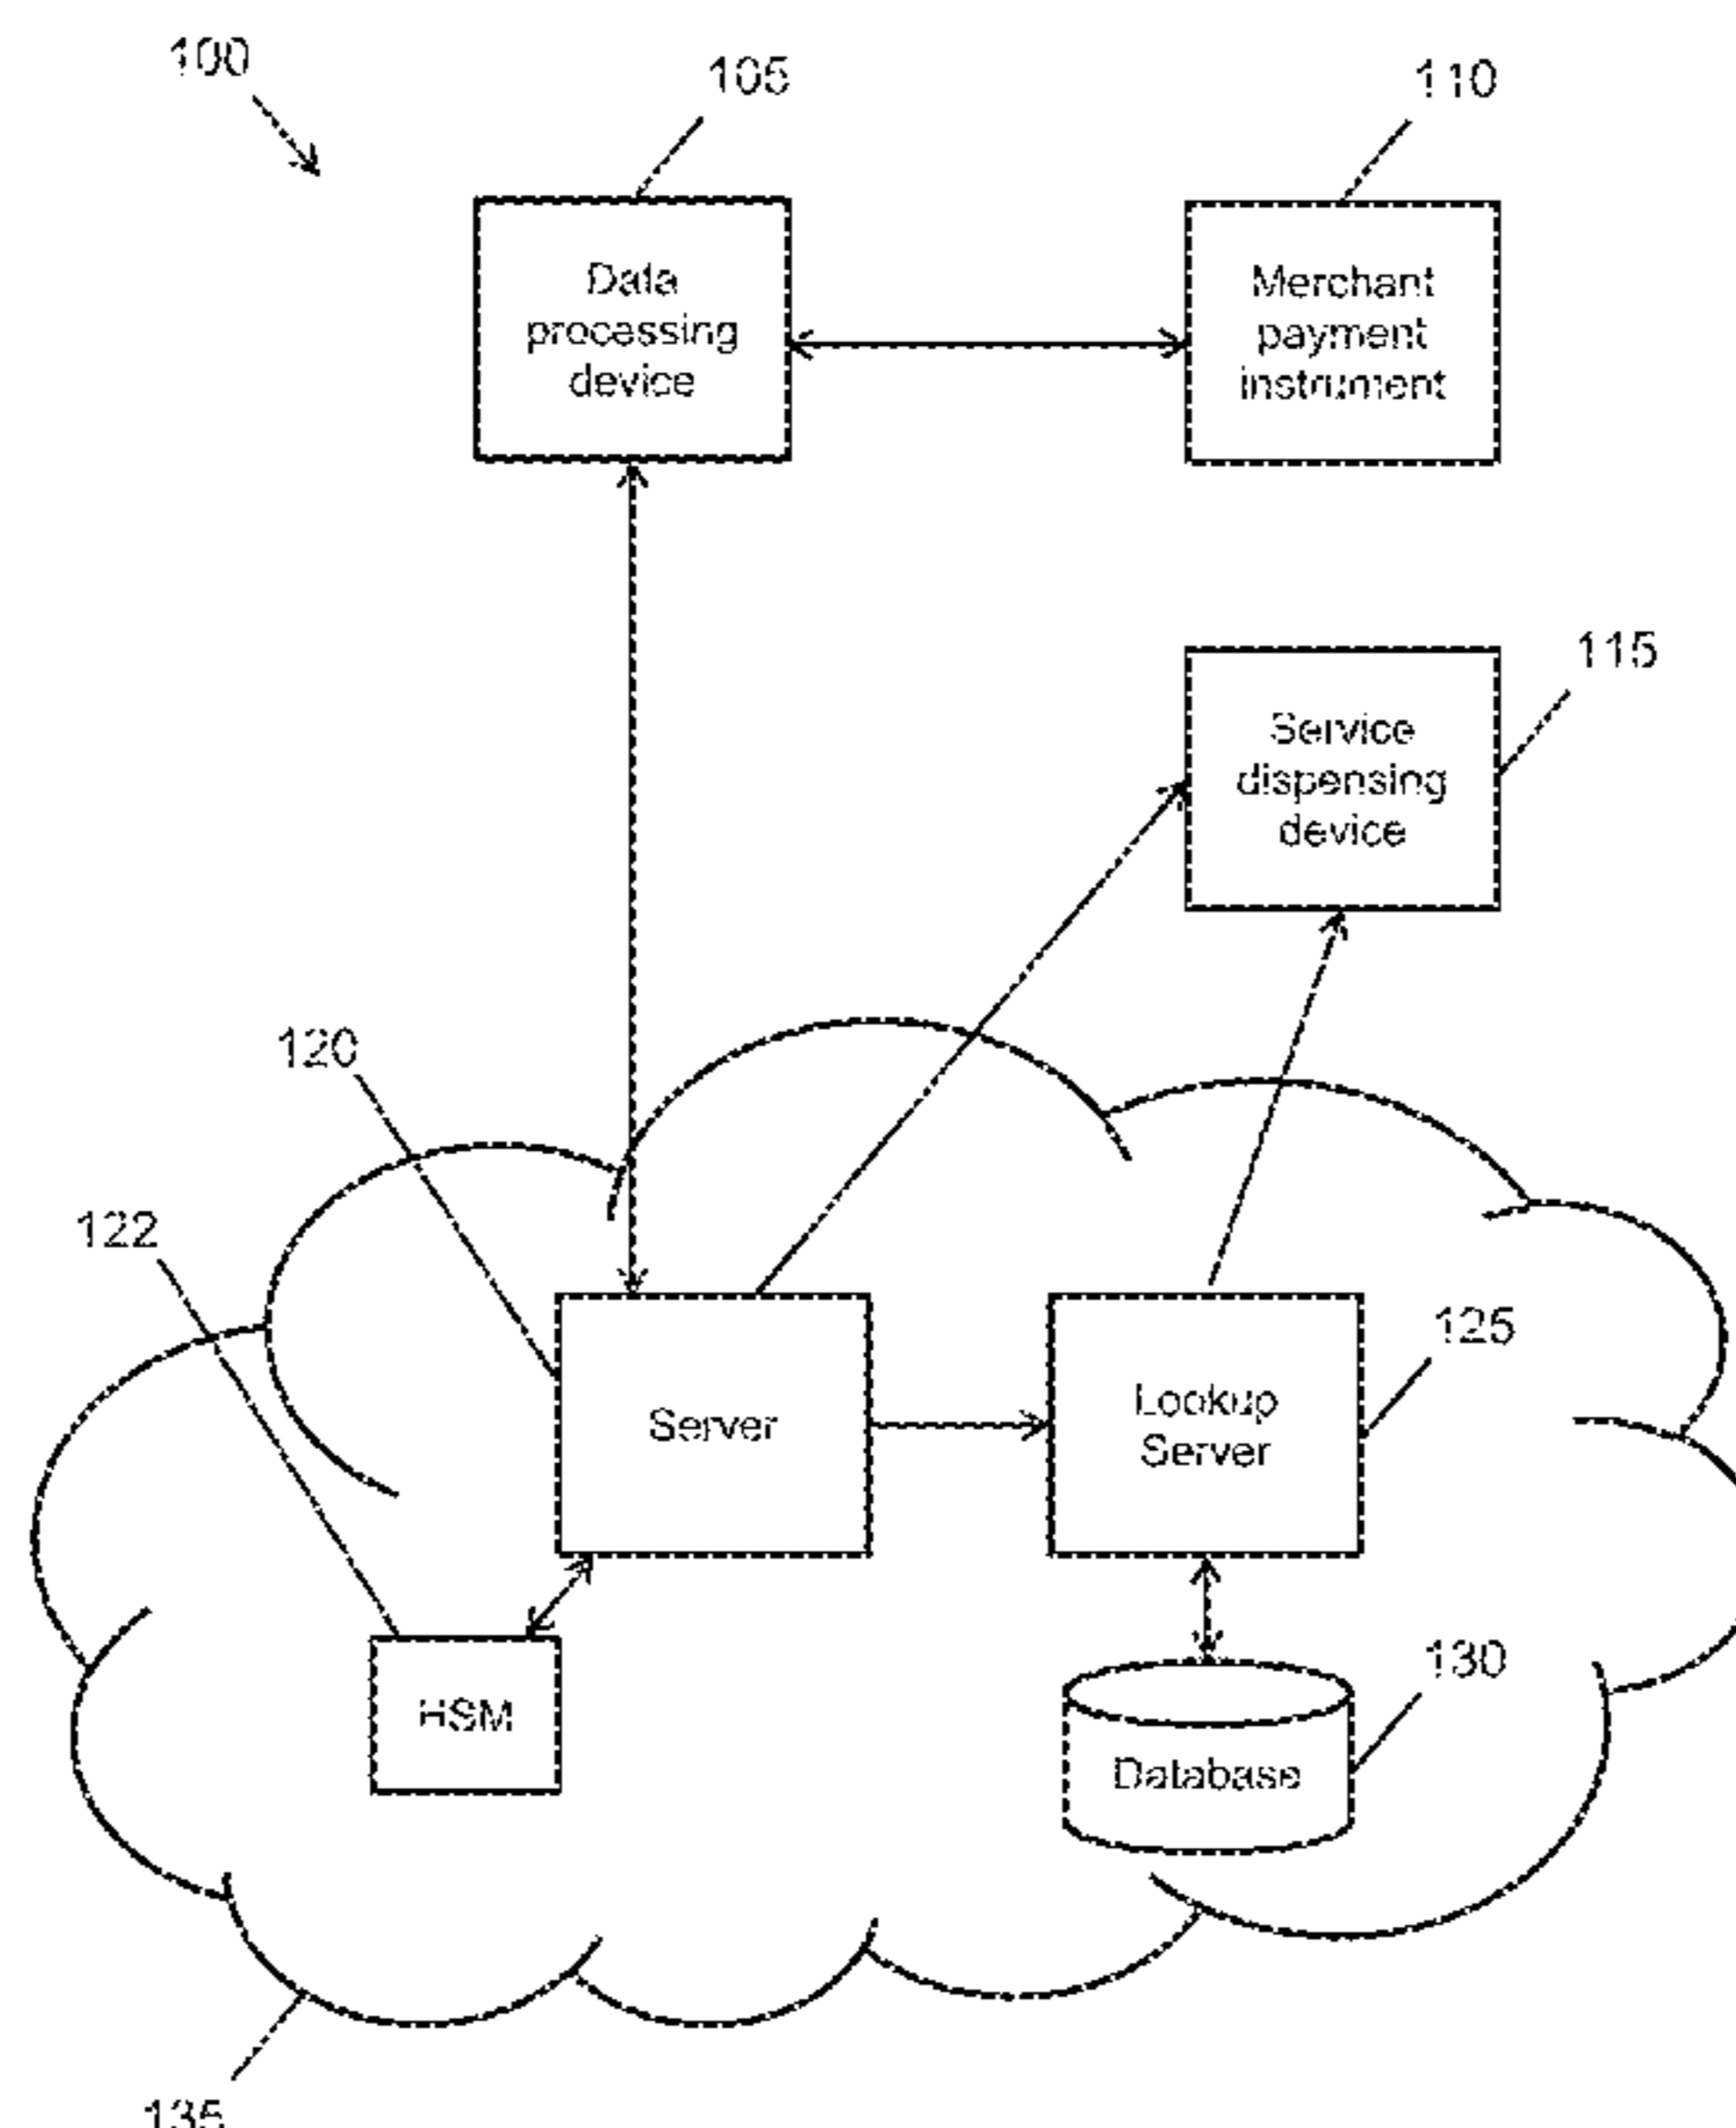 100
105
110
Data
processing
device
Merchant
payment
instrument
115
Service
dispensing
device
120
122
125
Server
Lookup
Server
130
HSM
Database
135